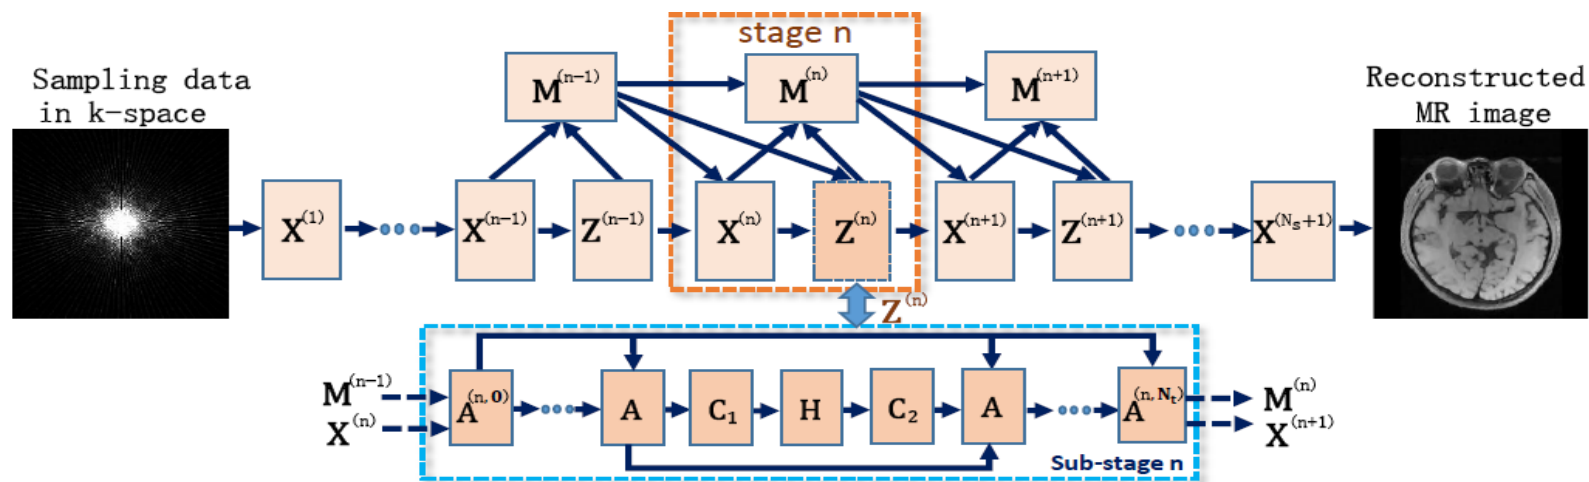 Sampling data
in k-space
stage n
M(n-1)
M(n)
M(n+1)
Reconstructed
MR image
X(1)
X(n-1)
Z(n-1)
X(n)
Z(n)
X(n+1)
Z(n+1)
X(Ns+1)
Z(n)
M(n-1)
X(n)
A(n,0)
A
C1
H
C2
A
A(n,Nt)
M(n)
X(n+1)
Sub-stage n